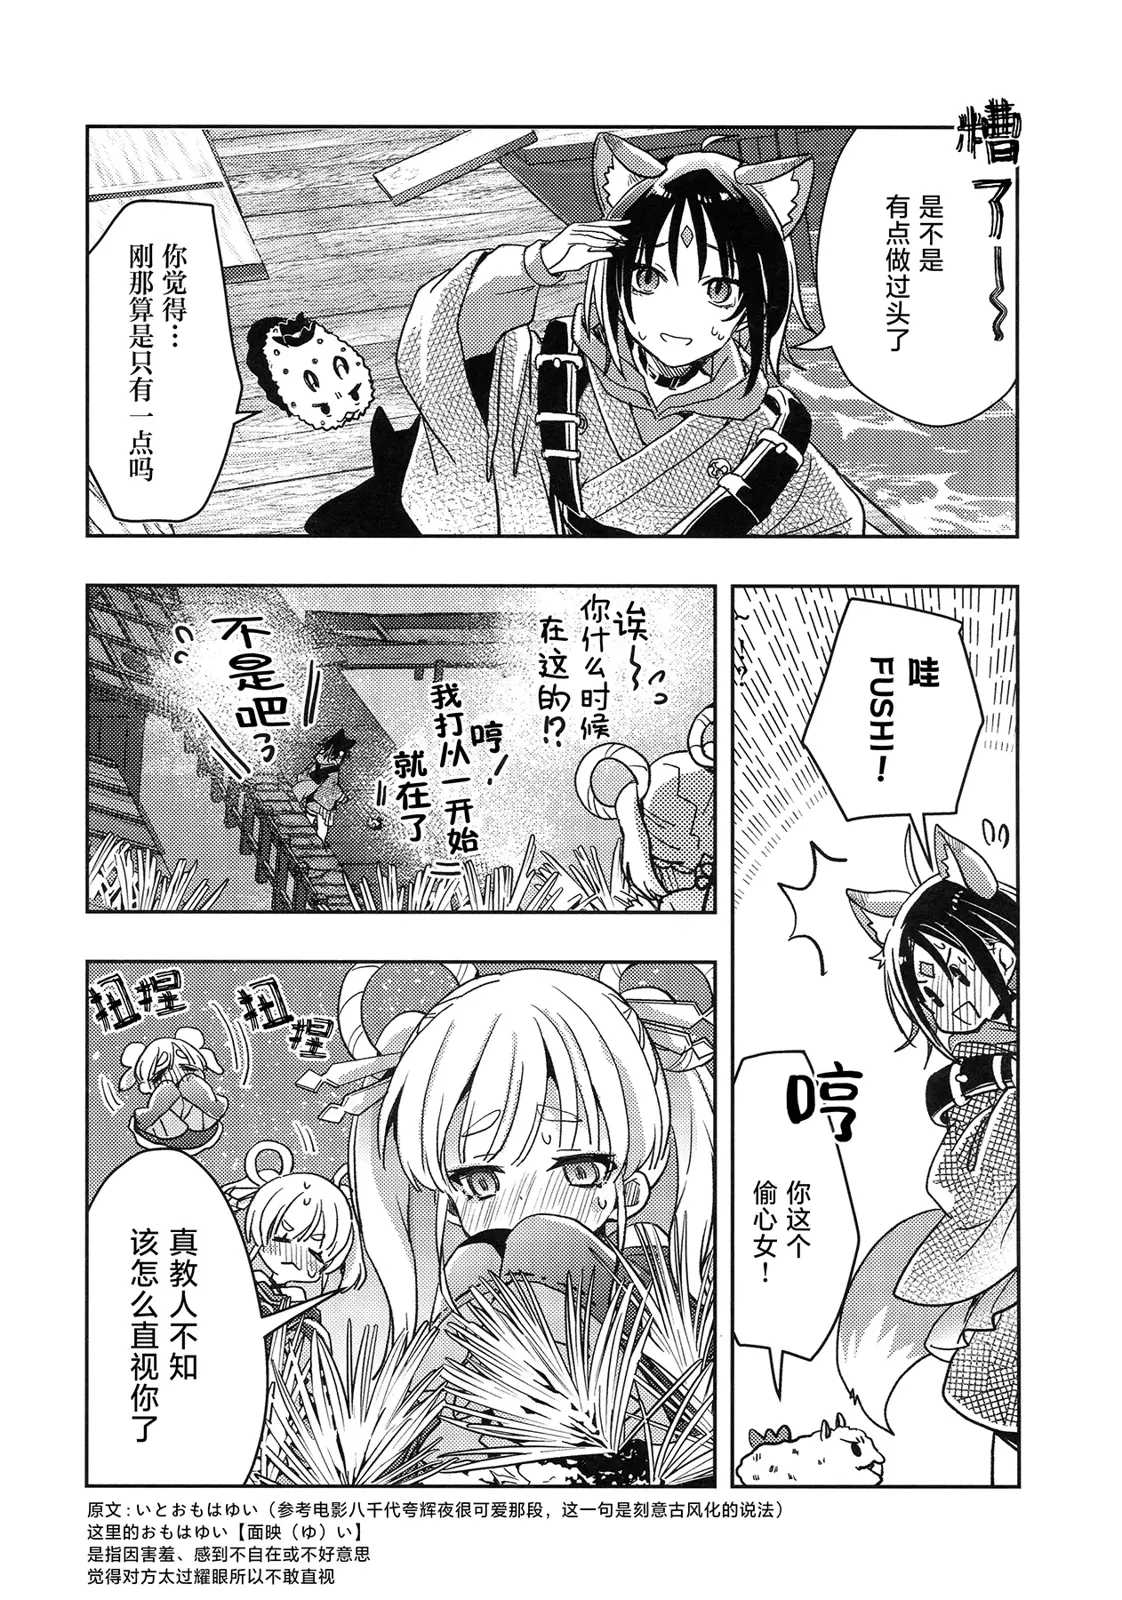 糟了~~
是不是
有点做过头了
你觉得…
刚那算是只有一点吗
哇
FUSHI！
哼
你这个
偷心女！
诶~
你什么时候
在这的!?
哼！
我打从一开始
就在了
不是吧
扭捏
扭捏
真教人不知
该怎么直视你了
原文：いとおもはゆい（参考电影八千代夸辉夜很可爱那段，这一句是刻意古风化的说法）
这里的おもはゆい【面映（ゆ）い】
是指因害羞、感到不自在或不好意思
觉得对方太过耀眼所以不敢直视